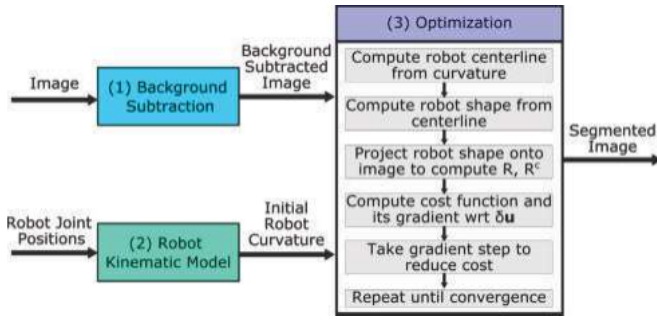 Image
(1) Background
Subtraction
Background
Subtracted
Image
Robot Joint
Positions
(2) Robot
Kinematic Model
Initial
Robot
Curvature
(3) Optimization
Compute robot centerline
from curvature
Compute robot shape from
centerline
Project robot shape onto
image to compute R, Rᶜ
Compute cost function and
its gradient wrt δu
Take gradient step to
reduce cost
Repeat until convergence
Segmented
Image